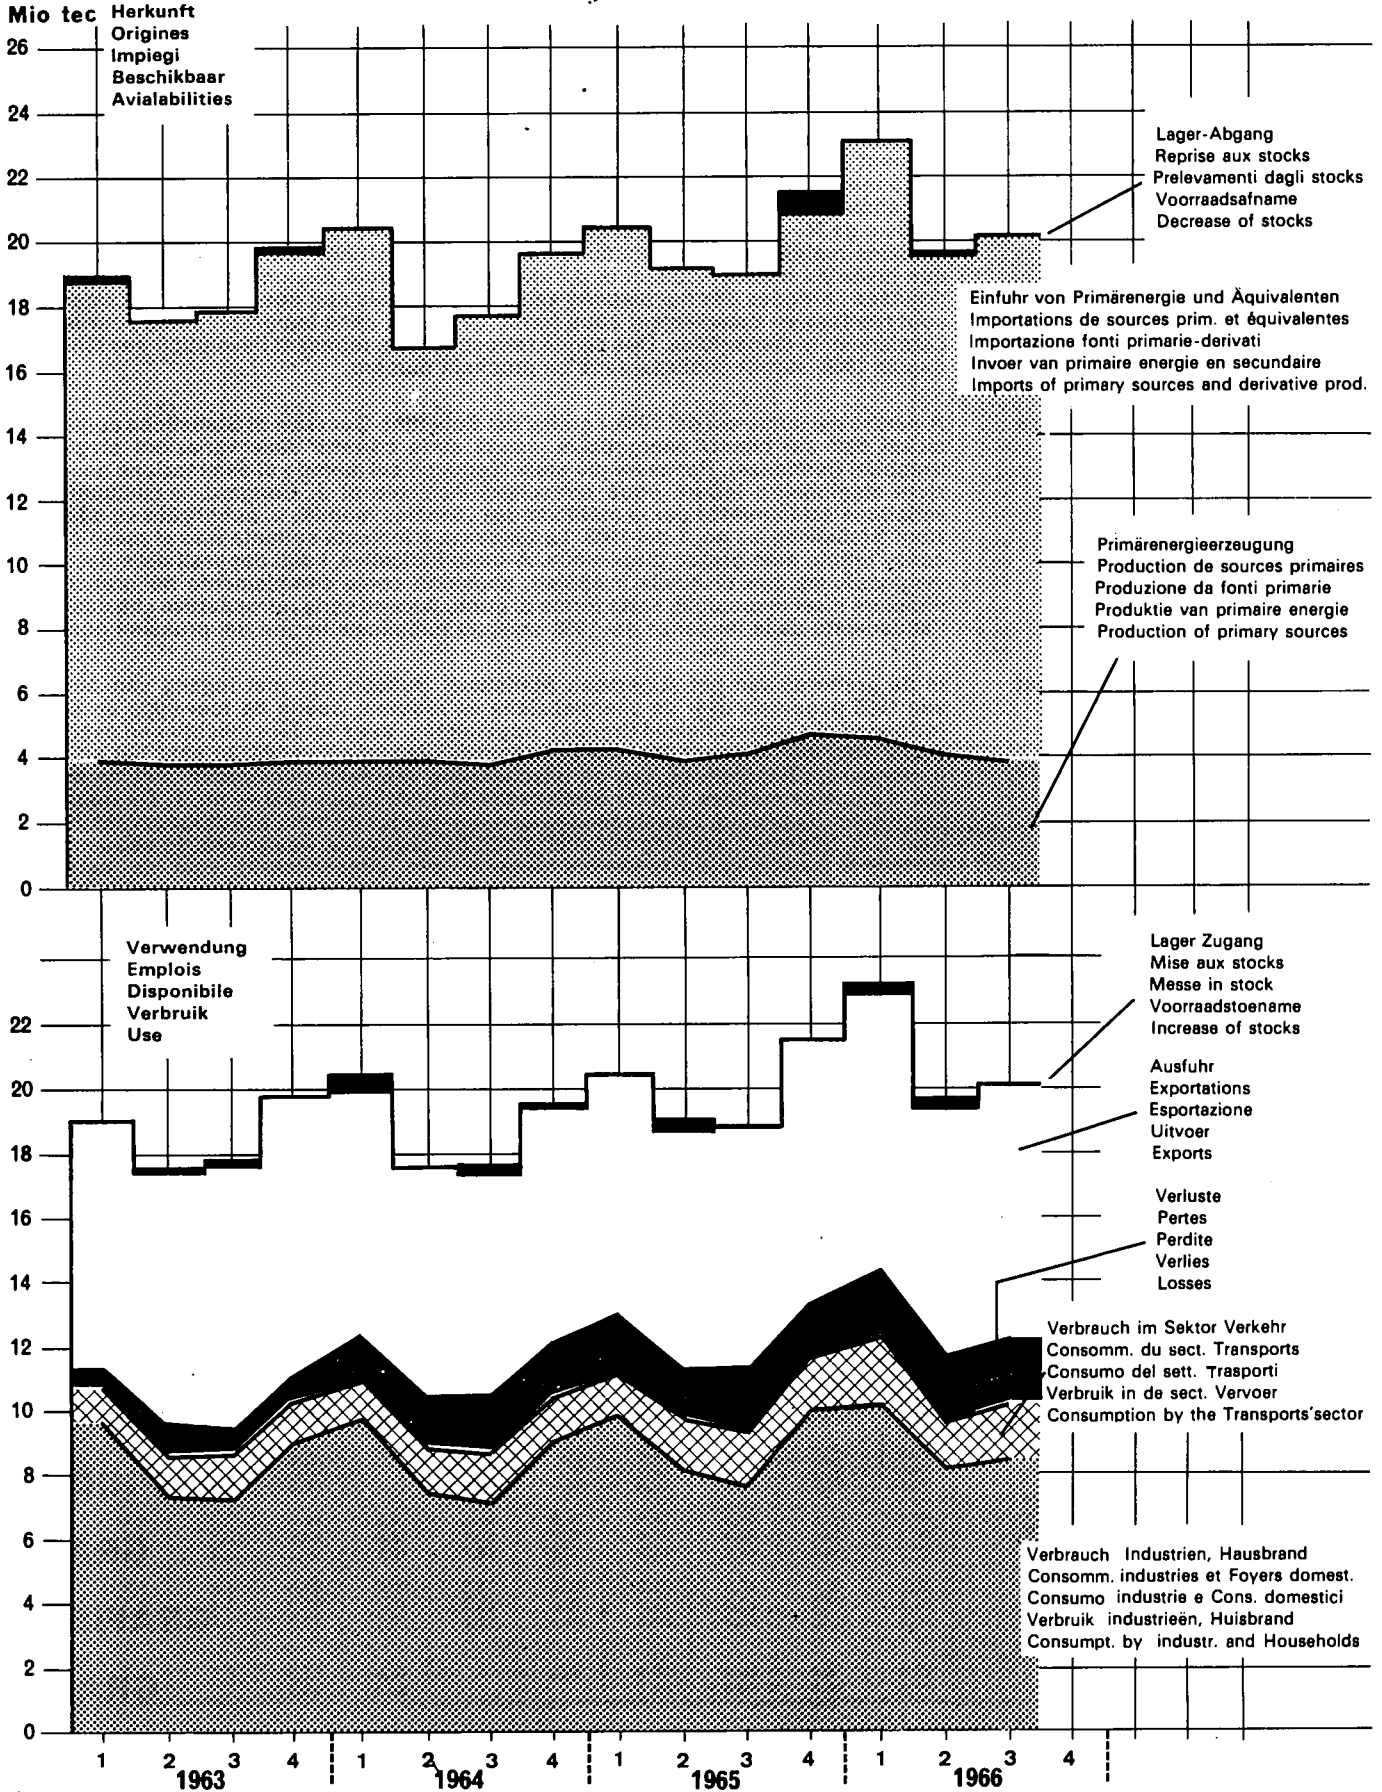 Mio tec
Herkunft
Origines
Impiegi
Beschikbaar
Avialabilities
26
24
22
20
18
16
14
12
10
8
6
4
2
0
Lager-Abgang
Reprise aux stocks
Prelevamenti dagli stocks
Voorraadsafname
Decrease of stocks
Einfuhr von Primärenergie und Äquivalenten
Importations de sources prim. et équivalentes
Importazione fonti primarie-derivati
Invoer van primaire energie en secundaire
Imports of primary sources and derivative prod.
Primärenergieerzeugung
Production de sources primaires
Produzione da fonti primarie
Produktie van primaire energie
Production of primary sources
Verwendung
Emplois
Disponibile
Verbruik
Use
22
20
18
16
14
12
10
8
6
4
2
0
Lager Zugang
Mise aux stocks
Messe in stock
Voorraadstoename
Increase of stocks
Ausfuhr
Exportations
Esportazione
Uitvoer
Exports
Verluste
Pertes
Perdite
Verlies
Losses
Verbrauch im Sektor Verkehr
Consomm. du sect. Transports
Consumo del sett. Trasporti
Verbruik in de sect. Vervoer
Consumption by the Transports'sector
Verbrauch Industrien, Hausbrand
Consomm. industries et Foyers domest.
Consumo industrie e Cons. domestici
Verbruik industrieën, Huisbrand
Consumpt. by industr. and Households
1 2 3 4 1 2 3 4 1 2 3 4 1 2 3 4
1963 1964 1965 1966